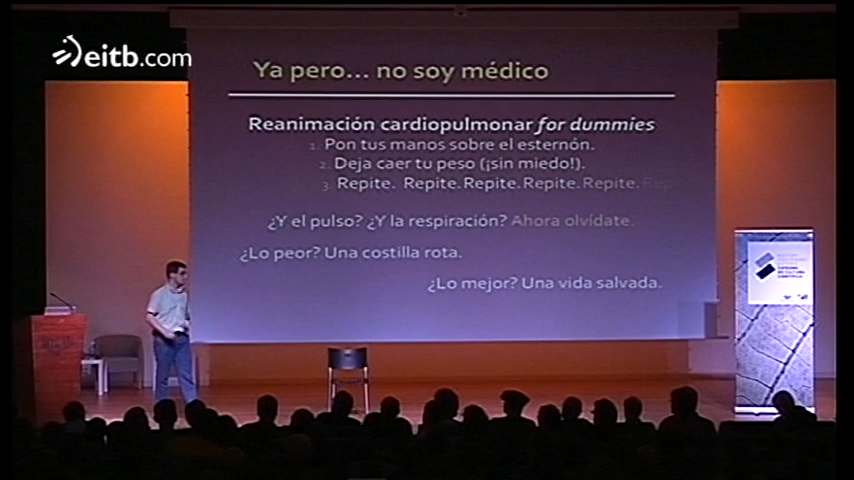 eitb.com
Ya pero... no soy médico
Reanimación cardiopulmonar for dummies
1. Pon tus manos sobre el esternón.
2. Deja caer tu peso (¡sin miedo!).
3. Repite. Repite. Repite. Repite. Repite. Rep
¿Y el pulso? ¿Y la respiración? Ahora olvídate.
¿Lo peor? Una costilla rota.
¿Lo mejor? Una vida salvada.